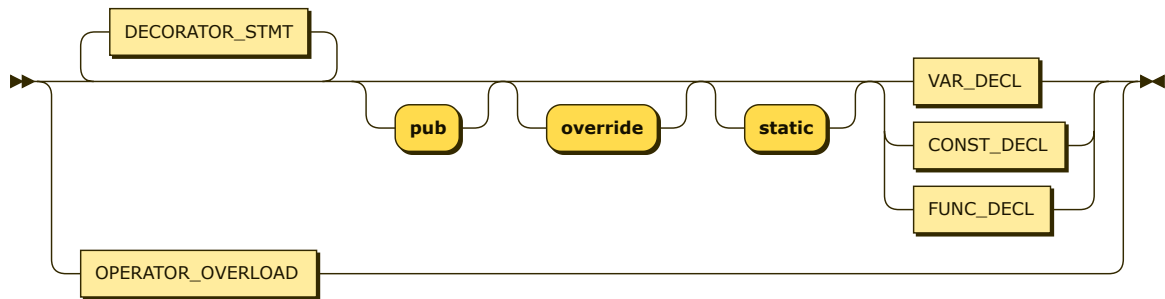 DECORATOR_STMT
pub
override
static
VAR_DECL
CONST_DECL
FUNC_DECL
OPERATOR_OVERLOAD